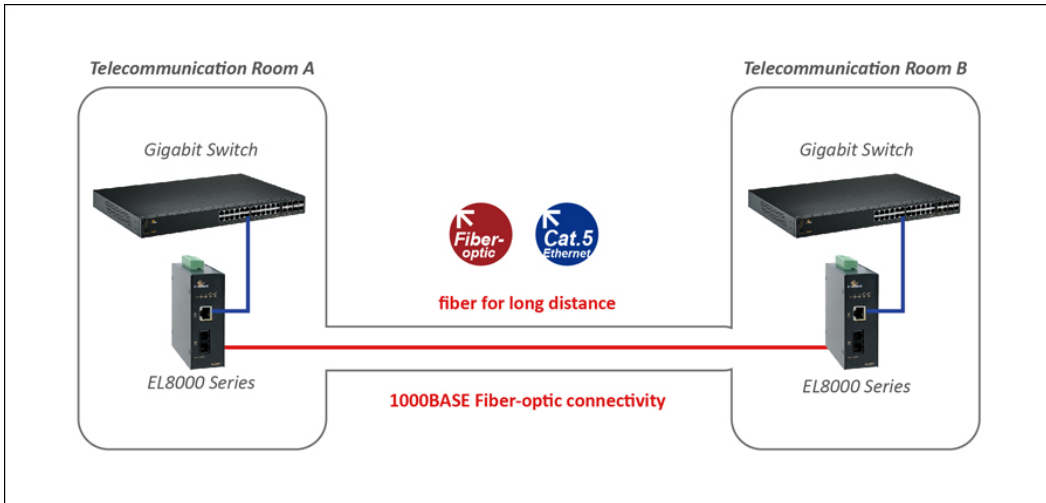 Telecommunication Room A
Telecommunication Room B
Gigabit Switch
Gigabit Switch
Fiber-
optic
Cat.5
Ethernet
fiber for long distance
EL8000 Series
EL8000 Series
1000BASE Fiber-optic connectivity